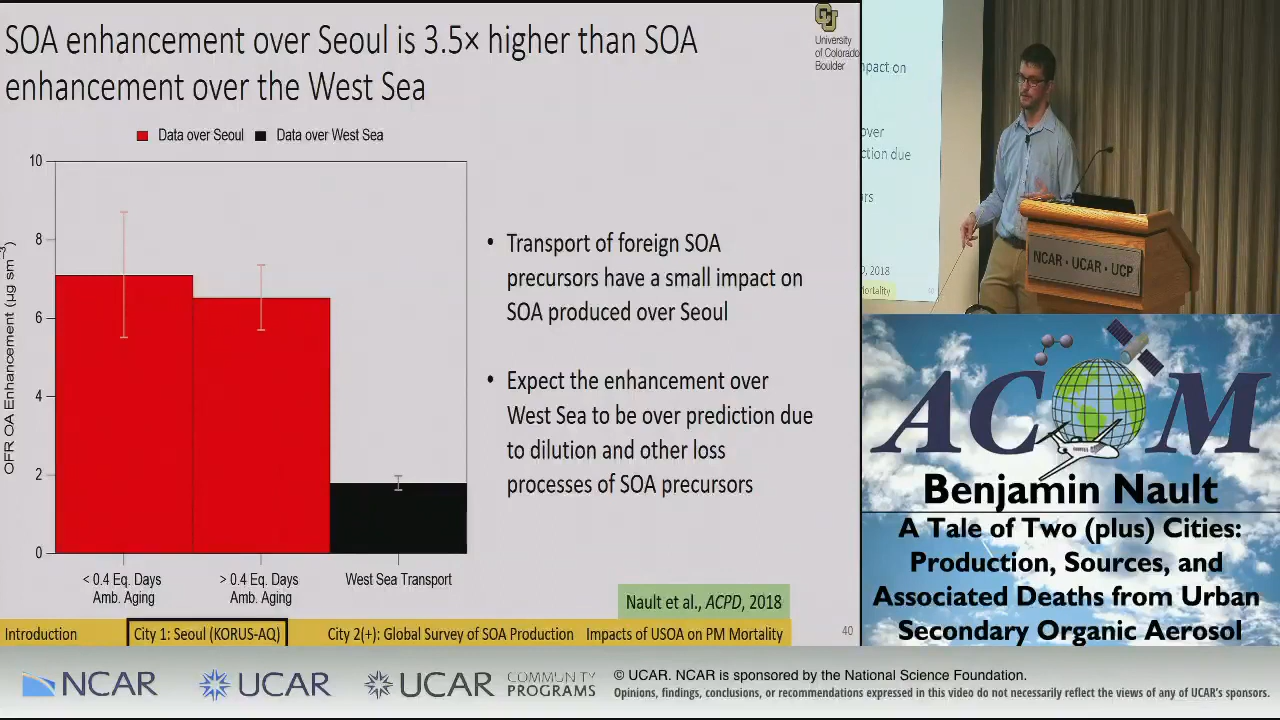 SOA enhancement over Seoul is 3.5× higher than SOA
enhancement over the West Sea
University
of Colorado
Boulder
Data over Seoul
Data over West Sea
10
8
6
4
2
0
OFR OA Enhancement (µg sm⁻³)
< 0.4 Eq. Days
Amb. Aging
> 0.4 Eq. Days
Amb. Aging
West Sea Transport
• Transport of foreign SOA
precursors have a small impact on
SOA produced over Seoul
• Expect the enhancement over
West Sea to be over prediction due
to dilution and other loss
processes of SOA precursors
Nault et al., ACPD, 2018
Introduction
City 1: Seoul (KORUS-AQ)
City 2(+): Global Survey of SOA Production
Impacts of USOA on PM Mortality
40
mpact on
over
ction due
rs
D, 2018
lortality
NCAR • UCAR • UCP
ACOM
Benjamin Nault
A Tale of Two (plus) Cities:
Production, Sources, and
Associated Deaths from Urban
Secondary Organic Aerosol
NCAR
UCAR
UCAR
COMMUNITY
PROGRAMS
© UCAR. NCAR is sponsored by the National Science Foundation.
Opinions, findings, conclusions, or recommendations expressed in this video do not necessarily reflect the views of any of UCAR's sponsors.